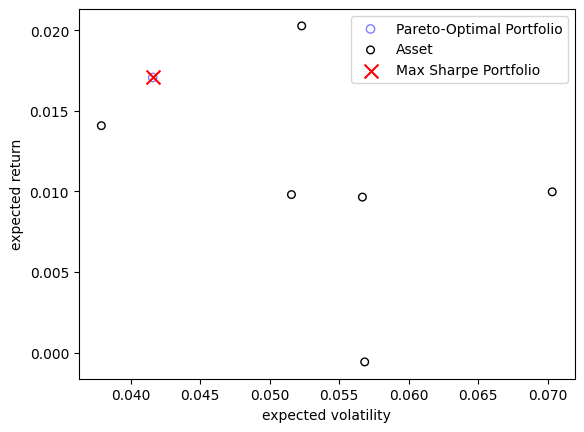 Pareto-Optimal Portfolio
Asset
Max Sharpe Portfolio
expected return
0.020
0.015
0.010
0.005
0.000
0.040
0.045
0.050
0.055
0.060
0.065
0.070
expected volatility